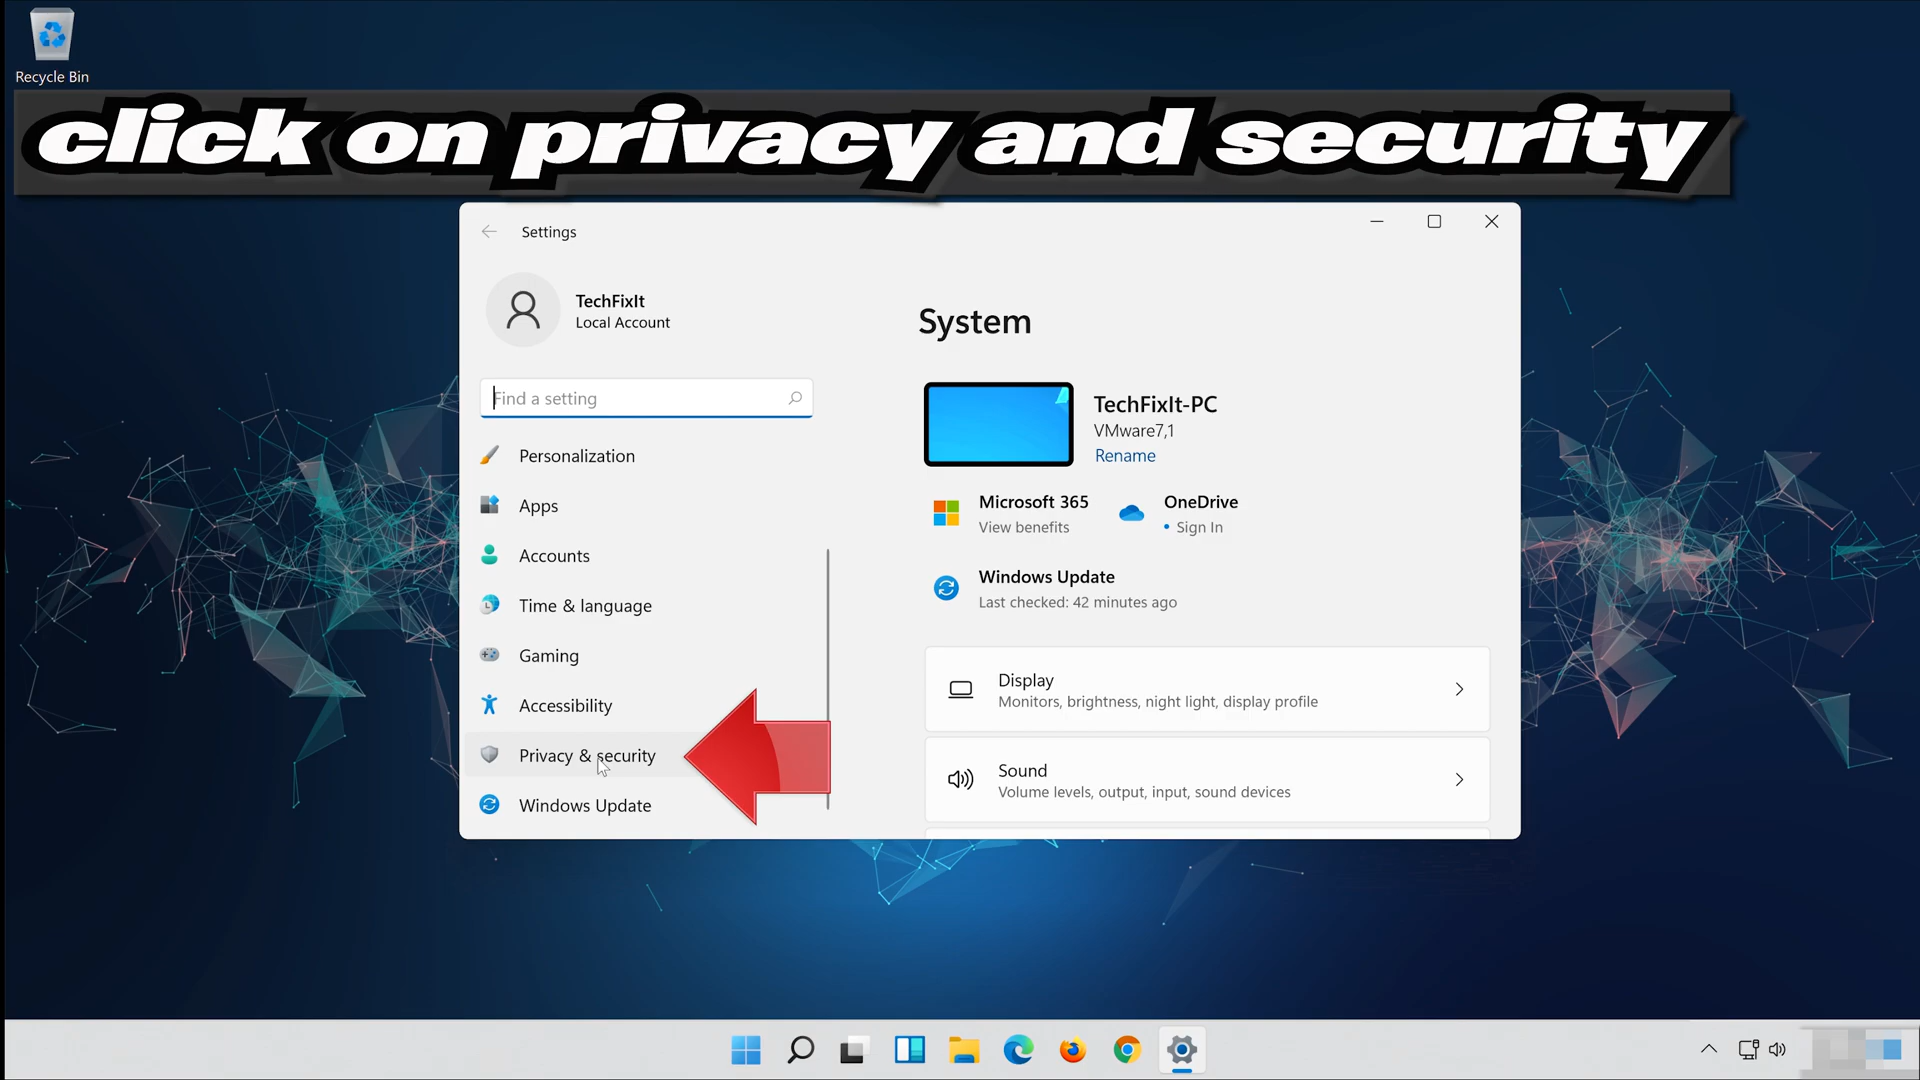 Recycle Bin
click on privacy and security
Settings
TechFixIt
Local Account
Find a setting
Personalization
Apps
Accounts
Time & language
Gaming
Accessibility
Privacy & security
Windows Update
System
TechFixIt-PC
VMware7,1
Rename
Microsoft 365
View benefits
OneDrive
• Sign In
Windows Update
Last checked: 42 minutes ago
Display
Monitors, brightness, night light, display profile
Sound
Volume levels, output, input, sound devices